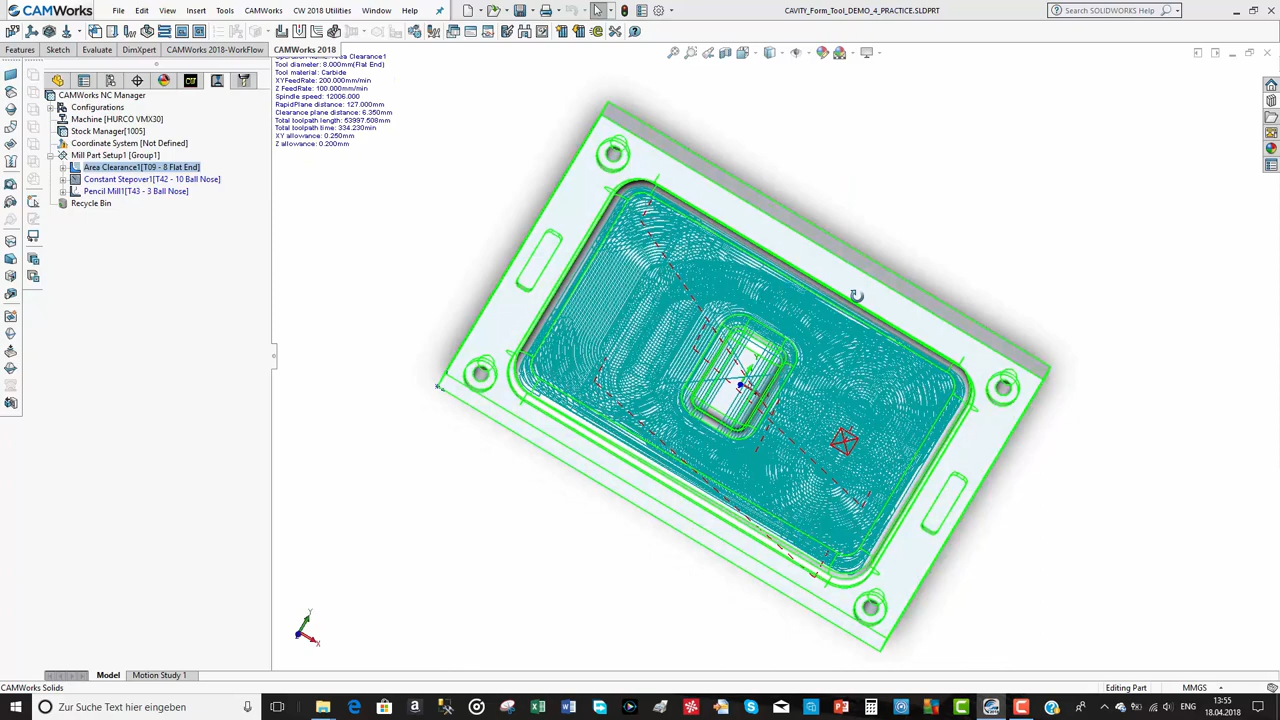 CAMWorks
File Edit View Insert Tools CAMWorks CW 2018 Utilities Window Help
CAVITY_Form_Tool_DEMO_4_PRACTICE.SLDPRT
Search SOLIDWORKS Help
Features Sketch Evaluate DimXpert CAMWorks 2018-WorkFlow CAMWorks 2018
Tool diameter: 8.000mm(Flat End)
Tool material: Carbide
XYFeedRate: 200.000mm/min
Z FeedRate: 100.000mm/min
Spindle speed: 12006.000
RapidPlane distance: 127.000mm
Clearance plane distance: 6.350mm
Total toolpath length: 53997.508mm
Total toolpath time: 334.230min
XY allowance: 0.250mm
Z allowance: 0.200mm
CAMWorks NC Manager
Configurations
Machine [HURCO VMX30]
Stock Manager[1005]
Coordinate System [Not Defined]
Mill Part Setup1 [Group1]
Area Clearance1[T09 - 8 Flat End]
Constant Stepover1[T42 - 10 Ball Nose]
Pencil Mill1[T43 - 3 Ball Nose]
Recycle Bin
Y
X
Model Motion Study 1
CAMWorks Solids
Editing Part MMGS
Zur Suche Text hier eingeben
13:55
18.04.2018